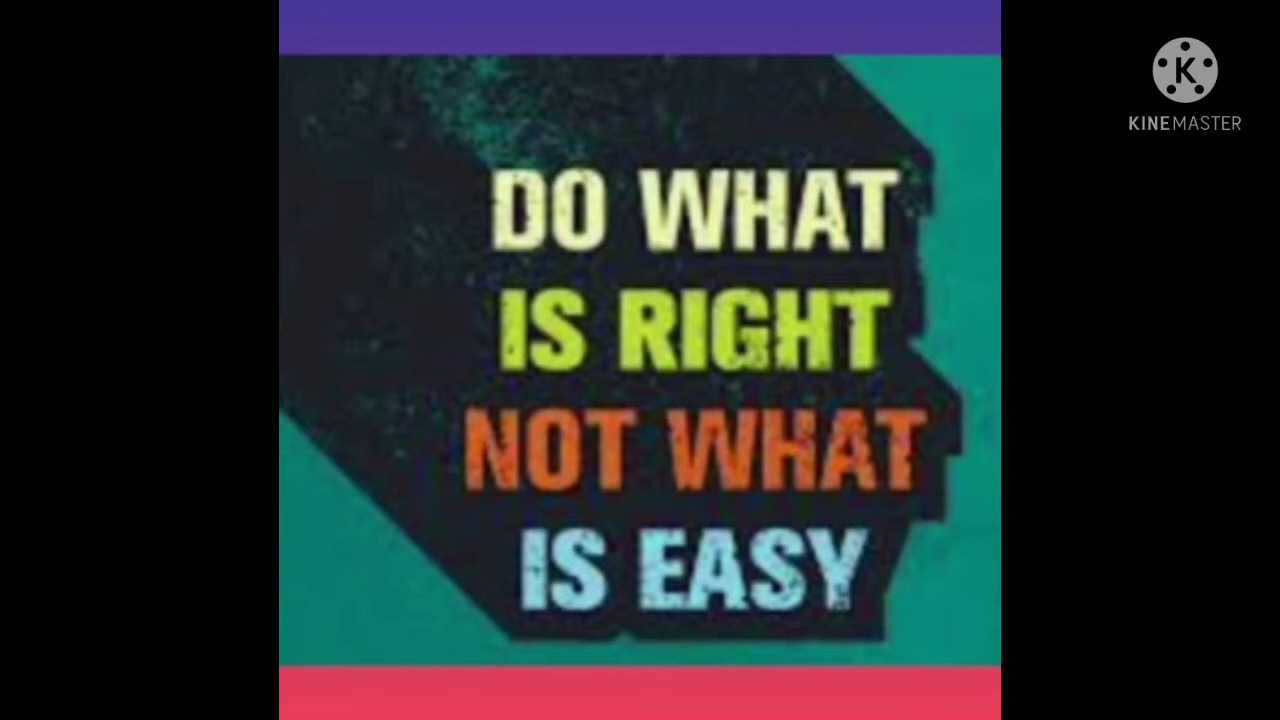 DO WHAT
IS RIGHT
NOT WHAT
IS EASY
K
KINEMASTER